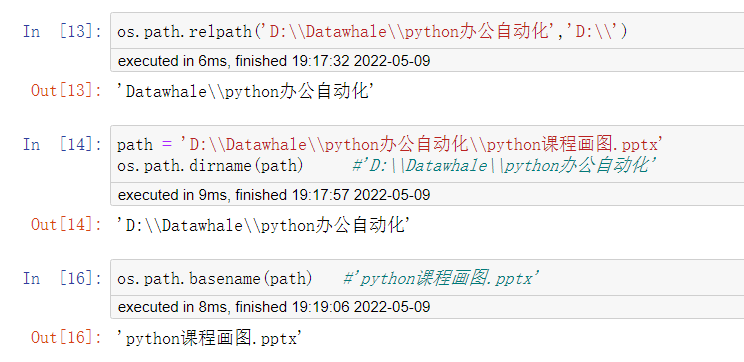 In [13]: os.path.relpath('D:\\Datawhale\\python办公自动化','D:\\')
executed in 6ms, finished 19:17:32 2022-05-09
Out[13]: 'Datawhale\\python办公自动化'
In [14]: path = 'D:\\Datawhale\\python办公自动化\\python课程画图.pptx'
os.path.dirname(path) #'D:\\Datawhale\\python办公自动化'
executed in 9ms, finished 19:17:57 2022-05-09
Out[14]: 'D:\\Datawhale\\python办公自动化'
In [16]: os.path.basename(path) #'python课程画图.pptx'
executed in 8ms, finished 19:19:06 2022-05-09
Out[16]: 'python课程画图.pptx'